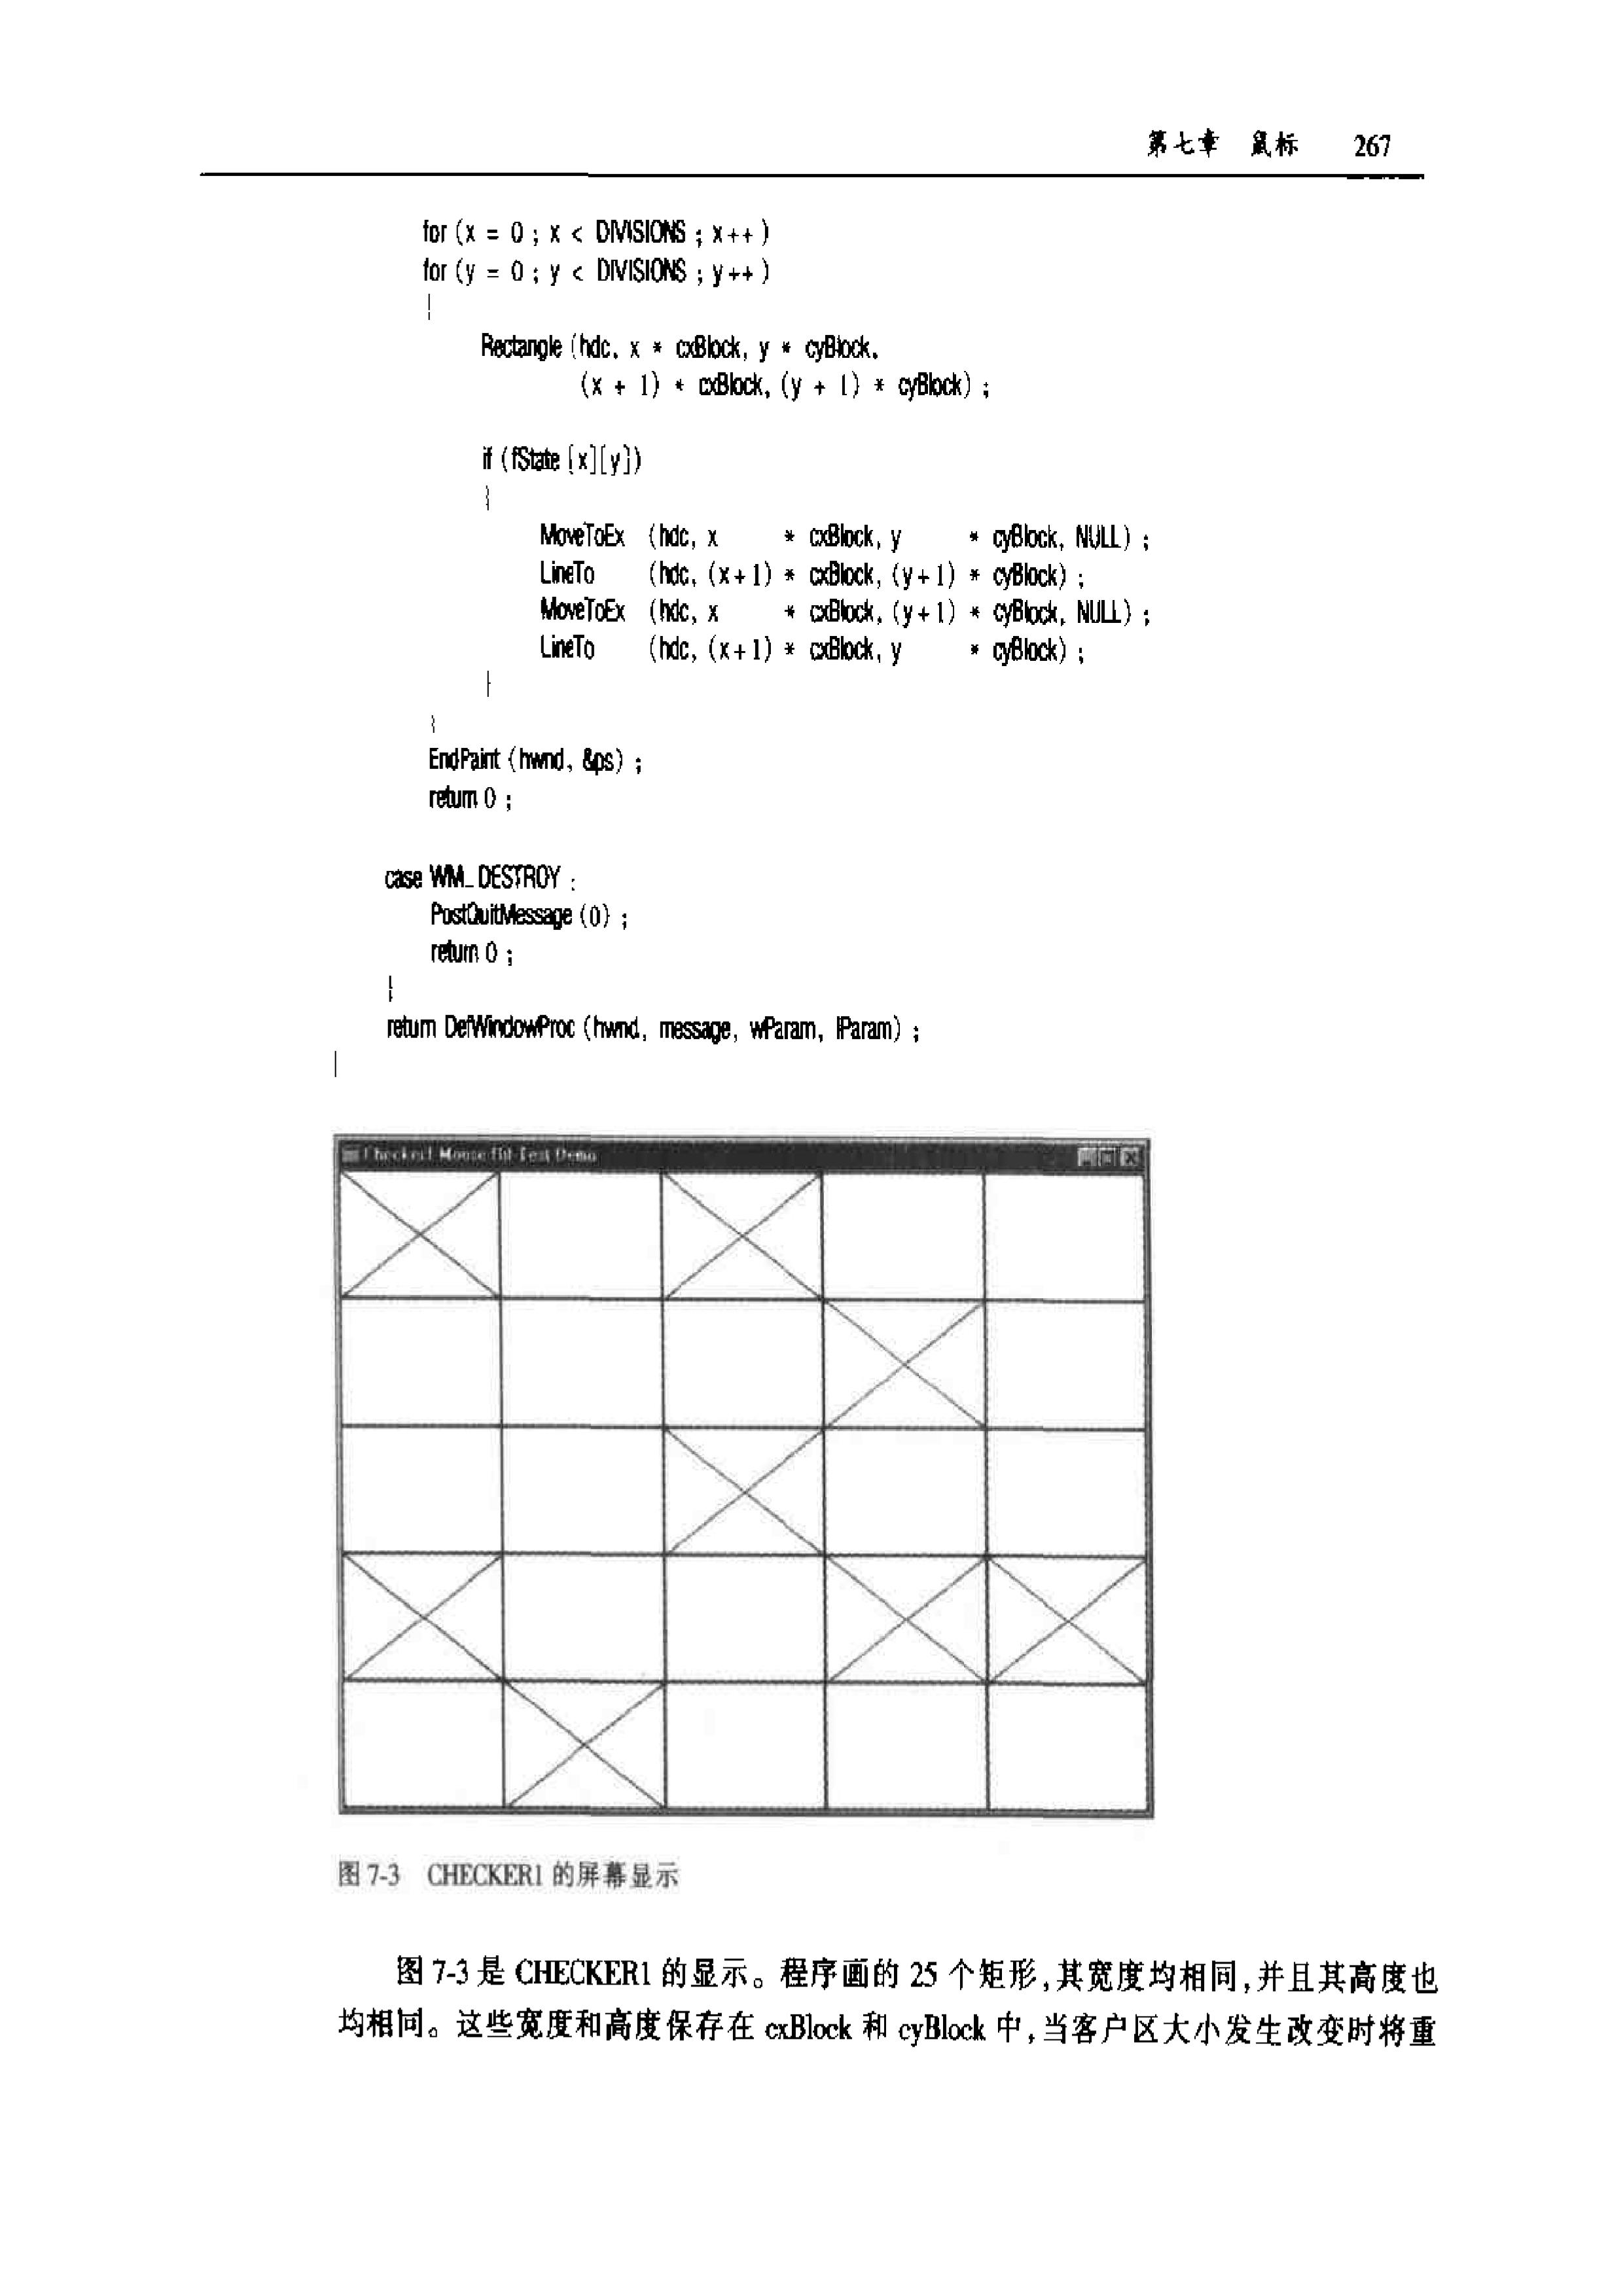 第七章 鼠标 267
for (x = 0 ; x < DIVISIONS ; x++ )
for (y = 0 ; y < DIVISIONS ; y++ )
{
Rectangle (hdc, x * cxBlock, y * cyBlock,
(x + 1) * cxBlock, (y + 1) * cyBlock) ;
if (fState [x][y])
{
MoveToEx (hdc, x * cxBlock, y * cyBlock, NULL) ;
LineTo (hdc, (x+1) * cxBlock, (y+1) * cyBlock) ;
MoveToEx (hdc, x * cxBlock, (y+1) * cyBlock, NULL) ;
LineTo (hdc, (x+1) * cxBlock, y * cyBlock) ;
}
}
EndPaint (hwnd, &ps) ;
return 0 ;
case WM_DESTROY :
PostQuitMessage (0) ;
return 0 ;
}
return DefWindowProc (hwnd, message, wParam, lParam) ;
}
Checker1 Mouse Hit-Test Demo
图 7-3 CHECKER1 的屏幕显示
图 7-3 是 CHECKER1 的显示。程序画的 25 个矩形,其宽度均相同,并且其高度也
均相同。这些宽度和高度保存在 cxBlock 和 cyBlock 中,当客户区大小发生改变时将重